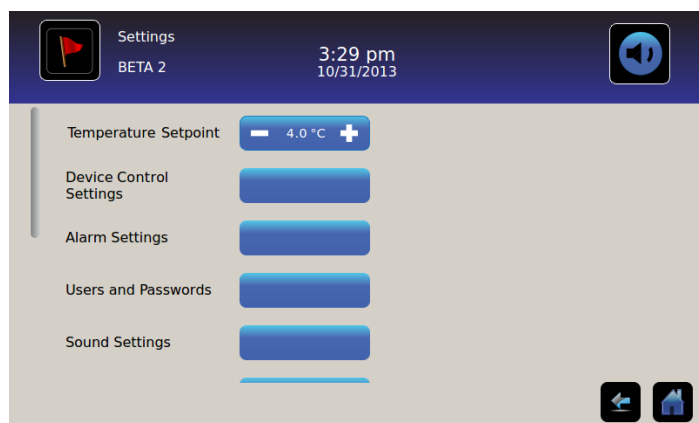 Settings
BETA 2
3:29 pm
10/31/2013
Temperature Setpoint
4.0 °C
Device Control
Settings
Alarm Settings
Users and Passwords
Sound Settings